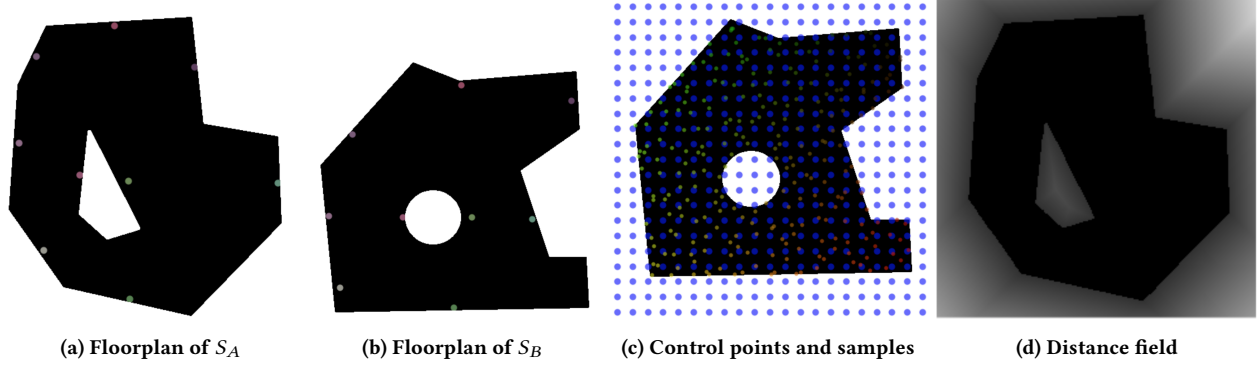 (a) Floorplan of S_A
(b) Floorplan of S_B
(c) Control points and samples
(d) Distance field